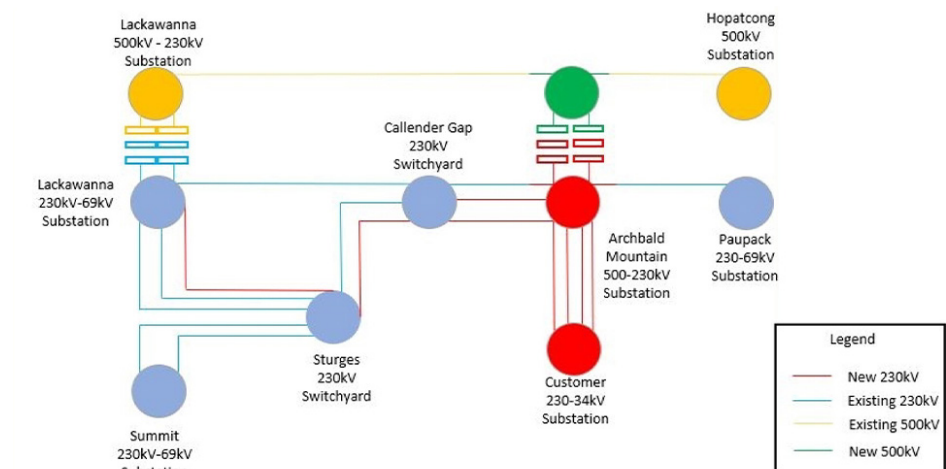 Lackawanna
500kV - 230kV
Substation
Hopatcong
500kV
Substation
Callender Gap
230kV
Switchyard
Lackawanna
230kV-69kV
Substation
Archbald
Mountain
500-230kV
Substation
Paupack
230-69kV
Substation
Sturges
230kV
Switchyard
Customer
230-34kV
Substation
Summit
230kV-69kV
Legend
New 230kV
Existing 230kV
Existing 500kV
New 500kV